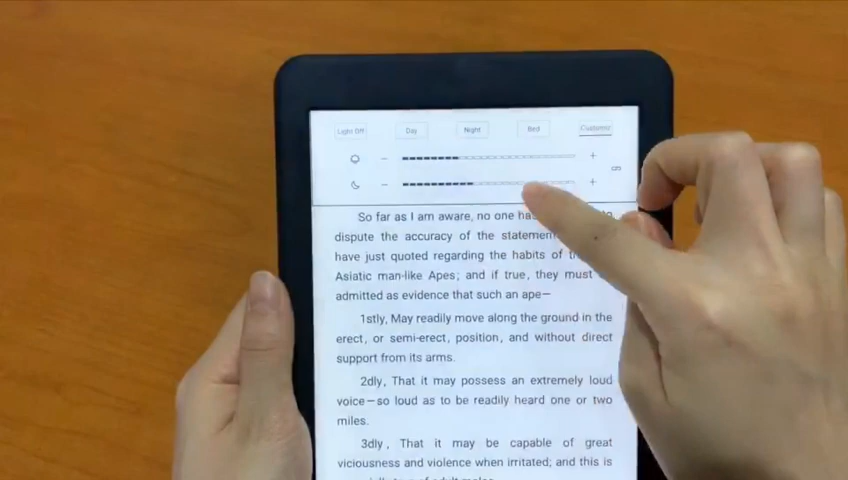 Light Off Day Night Bed Customize
So far as I am aware, no one has to
dispute the accuracy of the statement
have just quoted regarding the habits of
Asiatic man-like Apes; and if true, they must
admitted as evidence that such an ape—
1stly, May readily move along the ground in the
erect, or semi-erect, position, and without direct
support from its arms.
2dly, That it may possess an extremely loud
voice—so loud as to be readily heard one or two
miles.
3dly, That it may be capable of great
viciousness and violence when irritated; and this is